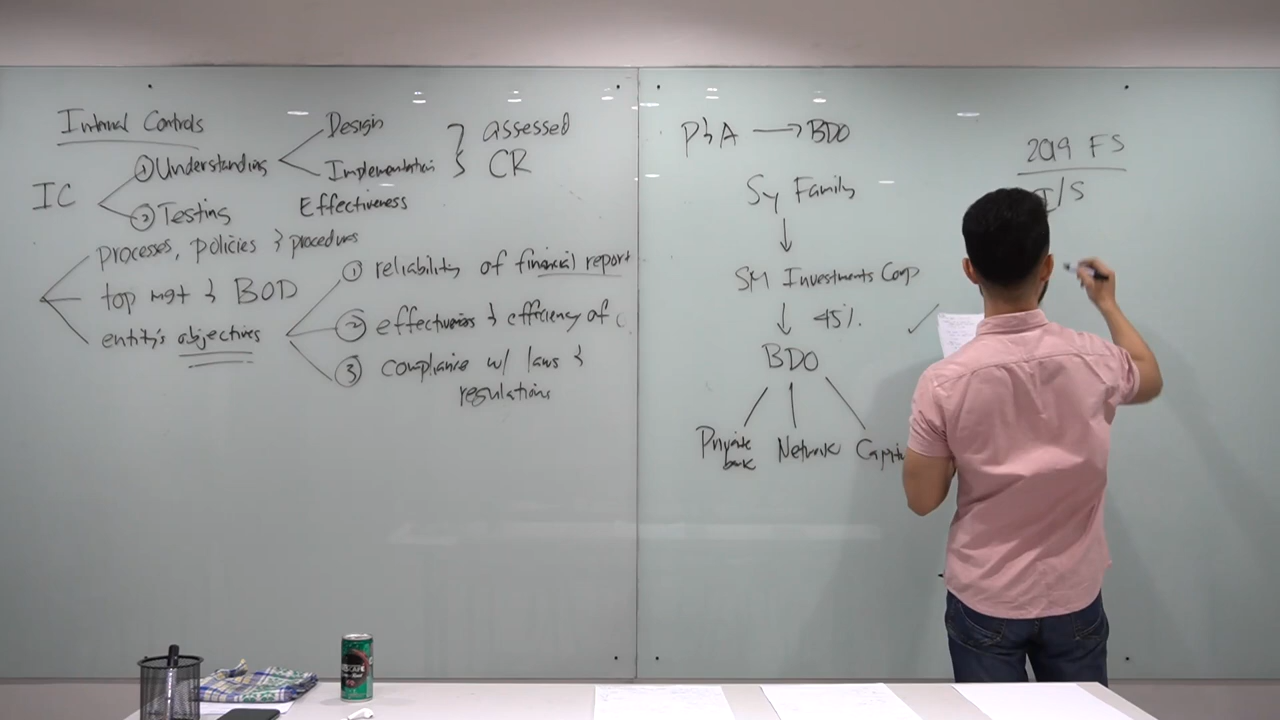 Internal Controls
IC
① Understanding
Design
Implementation
assessed
CR
② Testing
Effectiveness
processes, policies & procedures
top mgt & BOD
entity's objectives
① reliability of financial report
② effectiveness & efficiency of
③ compliance w/ laws &
regulations
P&A → BDO
Sy Family
SM Investments Corp
45%
BDO
Private
bank
Network
2019 FS
I/S